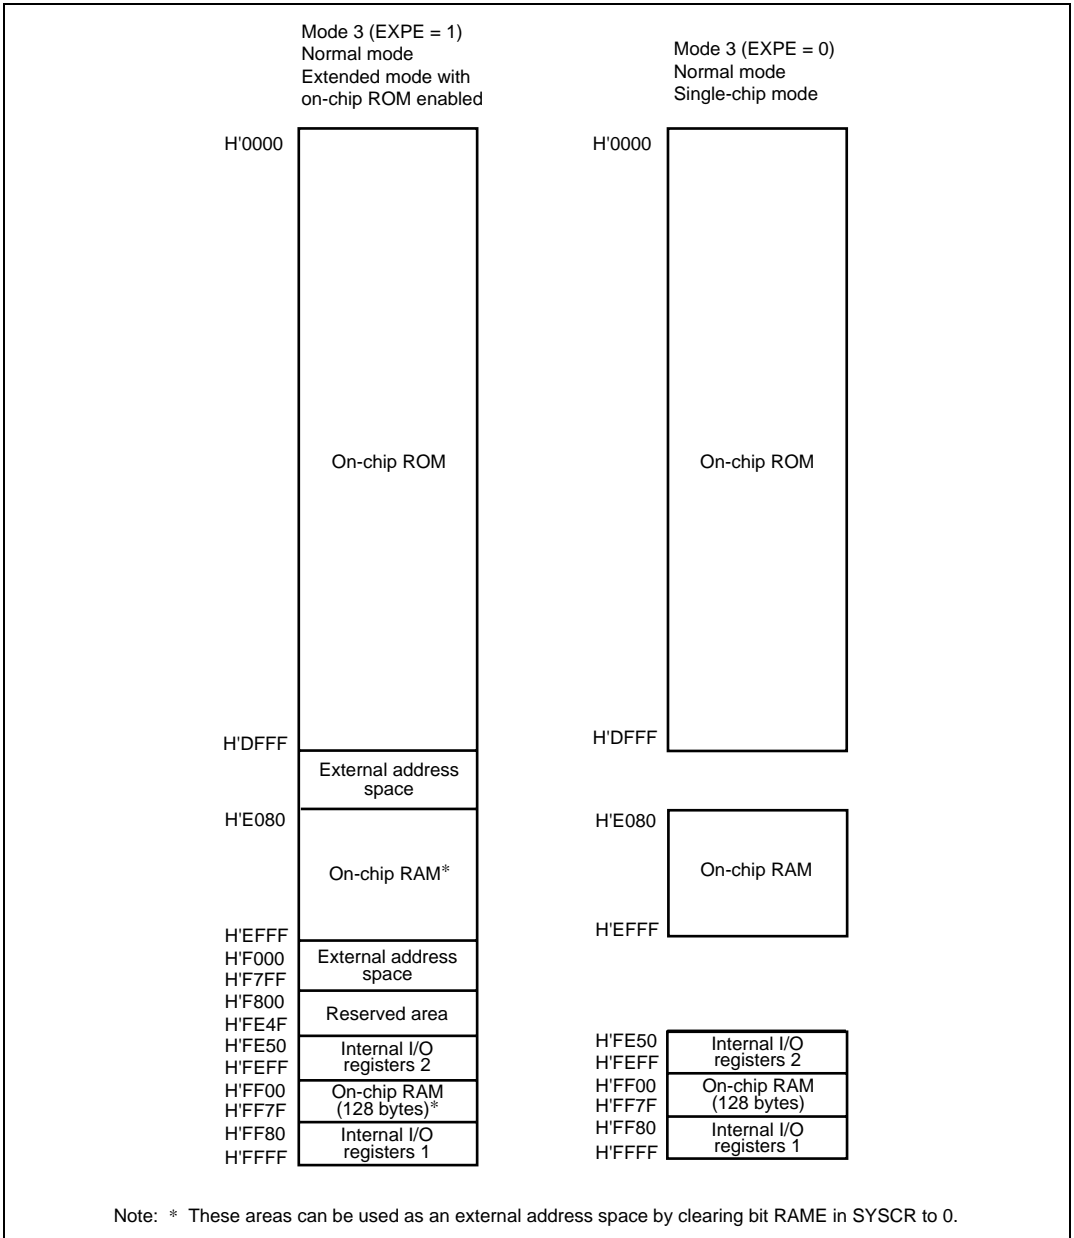 Mode 3 (EXPE = 1)
Normal mode
Extended mode with
on-chip ROM enabled
H'0000
On-chip ROM
H'DFFF
External address
space
H'E080
On-chip RAM*
H'EFFF
H'F000
External address
space
H'F7FF
H'F800
Reserved area
H'FE4F
H'FE50
Internal I/O
registers 2
H'FEFF
H'FF00
On-chip RAM
(128 bytes)*
H'FF7F
H'FF80
Internal I/O
registers 1
H'FFFF
Mode 3 (EXPE = 0)
Normal mode
Single-chip mode
H'0000
On-chip ROM
H'DFFF
H'E080
On-chip RAM
H'EFFF
H'FE50
Internal I/O
registers 2
H'FEFF
H'FF00
On-chip RAM
(128 bytes)
H'FF7F
H'FF80
Internal I/O
registers 1
H'FFFF
Note: * These areas can be used as an external address space by clearing bit RAME in SYSCR to 0.